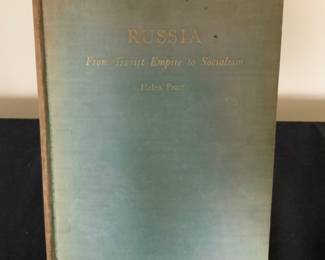 RUSSIA
From Tsarist Empire to Socialism
Helen Pratt